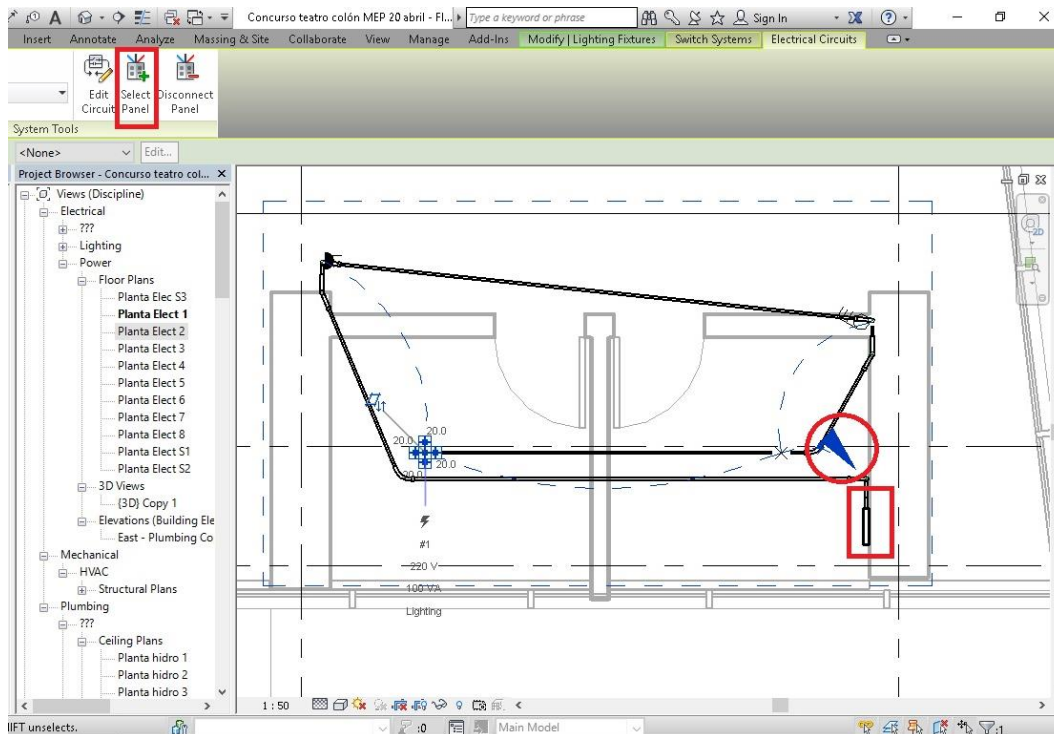 Concurso teatro colón MEP 20 abril - Fl...
Type a keyword or phrase
Sign In
Insert Annotate Analyze Massing & Site Collaborate View Manage Add-Ins Modify | Lighting Fixtures Switch Systems Electrical Circuits
Edit Circuit
Select Panel
Disconnect Panel
System Tools
<None>
Edit...
Project Browser - Concurso teatro col...
Views (Discipline)
Electrical
???
Lighting
Power
Floor Plans
Planta Elec S3
Planta Elect 1
Planta Elect 2
Planta Elect 3
Planta Elect 4
Planta Elect 5
Planta Elect 6
Planta Elect 7
Planta Elect 8
Planta Elect S1
Planta Elect S2
3D Views
{3D} Copy 1
Elevations (Building Ele
East - Plumbing Co
Mechanical
HVAC
Structural Plans
Plumbing
???
Ceiling Plans
Planta hidro 1
Planta hidro 2
Planta hidro 3
2D
20.0
20.0
20.0
20.0
#1
220 V
100 VA
Lighting
1 : 50
IFT unselects.
:0
Main Model
:1